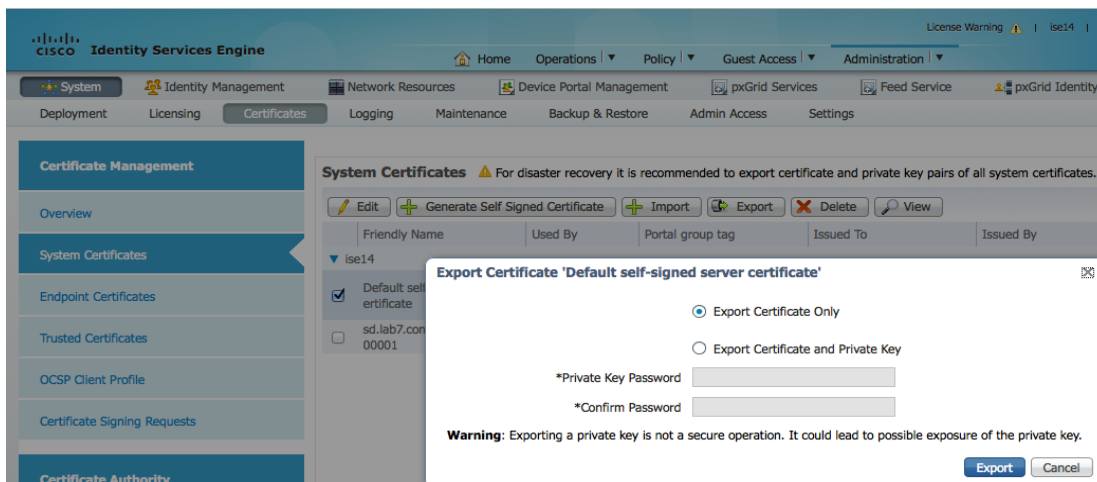 License Warning | ise14 |
CISCO Identity Services Engine
Home Operations | Policy | Guest Access | Administration |
System Identity Management Network Resources Device Portal Management pxGrid Services Feed Service pxGrid Identity
Deployment Licensing Certificates Logging Maintenance Backup & Restore Admin Access Settings
Certificate Management
Overview
System Certificates
Endpoint Certificates
Trusted Certificates
OCSP Client Profile
Certificate Signing Requests
Certificate Authority
System Certificates For disaster recovery it is recommended to export certificate and private key pairs of all system certificates.
Edit Generate Self Signed Certificate Import Export Delete View
Friendly Name Used By Portal group tag Issued To Issued By
ise14
Default self
ertificate
sd.lab7.con
00001
Export Certificate 'Default self-signed server certificate'
Export Certificate Only
Export Certificate and Private Key
*Private Key Password
*Confirm Password
Warning: Exporting a private key is not a secure operation. It could lead to possible exposure of the private key.
Export Cancel